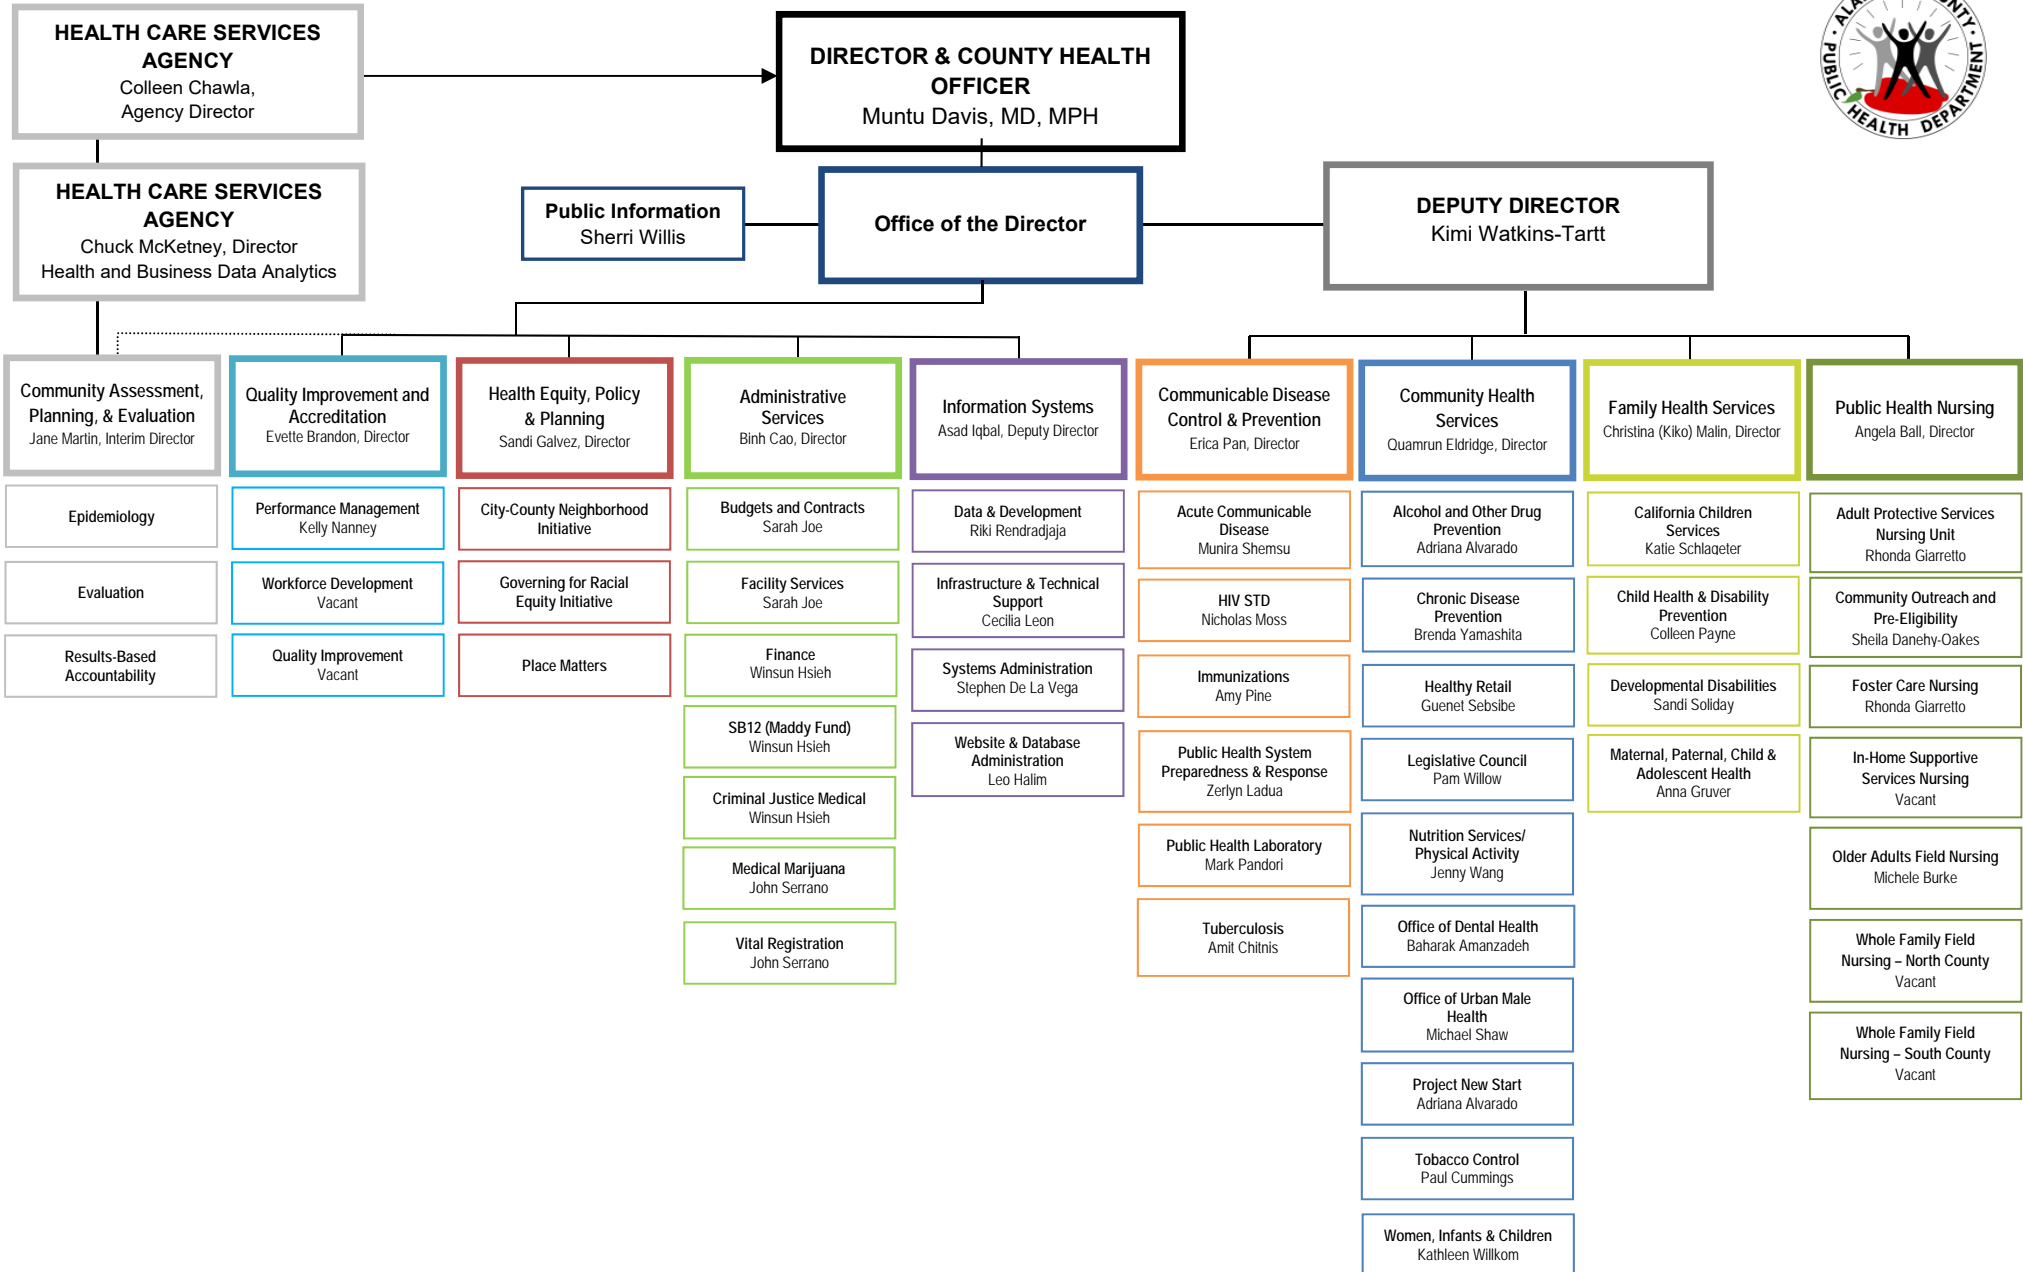 HEALTH CARE SERVICES
AGENCY
Colleen Chawla,
Agency Director
DIRECTOR & COUNTY HEALTH
OFFICER
Muntu Davis, MD, MPH
PUBLIC HEALTH DEPARTMENT
HEALTH CARE SERVICES
AGENCY
Chuck McKetney, Director
Health and Business Data Analytics
Public Information
Sherri Willis
Office of the Director
DEPUTY DIRECTOR
Kimi Watkins-Tartt
Community Assessment,
Planning, & Evaluation
Jane Martin, Interim Director
Epidemiology
Evaluation
Results-Based
Accountability
Quality Improvement and
Accreditation
Evette Brandon, Director
Performance Management
Kelly Nanney
Workforce Development
Vacant
Quality Improvement
Vacant
Health Equity, Policy
& Planning
Sandi Galvez, Director
City-County Neighborhood
Initiative
Governing for Racial
Equity Initiative
Place Matters
Administrative
Services
Binh Cao, Director
Budgets and Contracts
Sarah Joe
Facility Services
Sarah Joe
Finance
Winsun Hsieh
SB12 (Maddy Fund)
Winsun Hsieh
Criminal Justice Medical
Winsun Hsieh
Medical Marijuana
John Serrano
Vital Registration
John Serrano
Information Systems
Asad Iqbal, Deputy Director
Data & Development
Riki Rendradjaja
Infrastructure & Technical
Support
Cecilia Leon
Systems Administration
Stephen De La Vega
Website & Database
Administration
Leo Halim
Communicable Disease
Control & Prevention
Erica Pan, Director
Acute Communicable
Disease
Munira Shemsu
HIV STD
Nicholas Moss
Immunizations
Amy Pine
Public Health System
Preparedness & Response
Zerlyn Ladua
Public Health Laboratory
Mark Pandori
Tuberculosis
Amit Chitnis
Community Health
Services
Quamrun Eldridge, Director
Alcohol and Other Drug
Prevention
Adriana Alvarado
Chronic Disease
Prevention
Brenda Yamashita
Healthy Retail
Guenet Sebsibe
Legislative Council
Pam Willow
Nutrition Services/
Physical Activity
Jenny Wang
Office of Dental Health
Baharak Amanzadeh
Office of Urban Male
Health
Michael Shaw
Project New Start
Adriana Alvarado
Tobacco Control
Paul Cummings
Women, Infants & Children
Kathleen Willkom
Family Health Services
Christina (Kiko) Malin, Director
California Children
Services
Katie Schlageter
Child Health & Disability
Prevention
Colleen Payne
Developmental Disabilities
Sandi Soliday
Maternal, Paternal, Child &
Adolescent Health
Anna Gruver
Public Health Nursing
Angela Ball, Director
Adult Protective Services
Nursing Unit
Rhonda Giarretto
Community Outreach and
Pre-Eligibility
Sheila Danehy-Oakes
Foster Care Nursing
Rhonda Giarretto
In-Home Supportive
Services Nursing
Vacant
Older Adults Field Nursing
Michele Burke
Whole Family Field
Nursing – North County
Vacant
Whole Family Field
Nursing – South County
Vacant